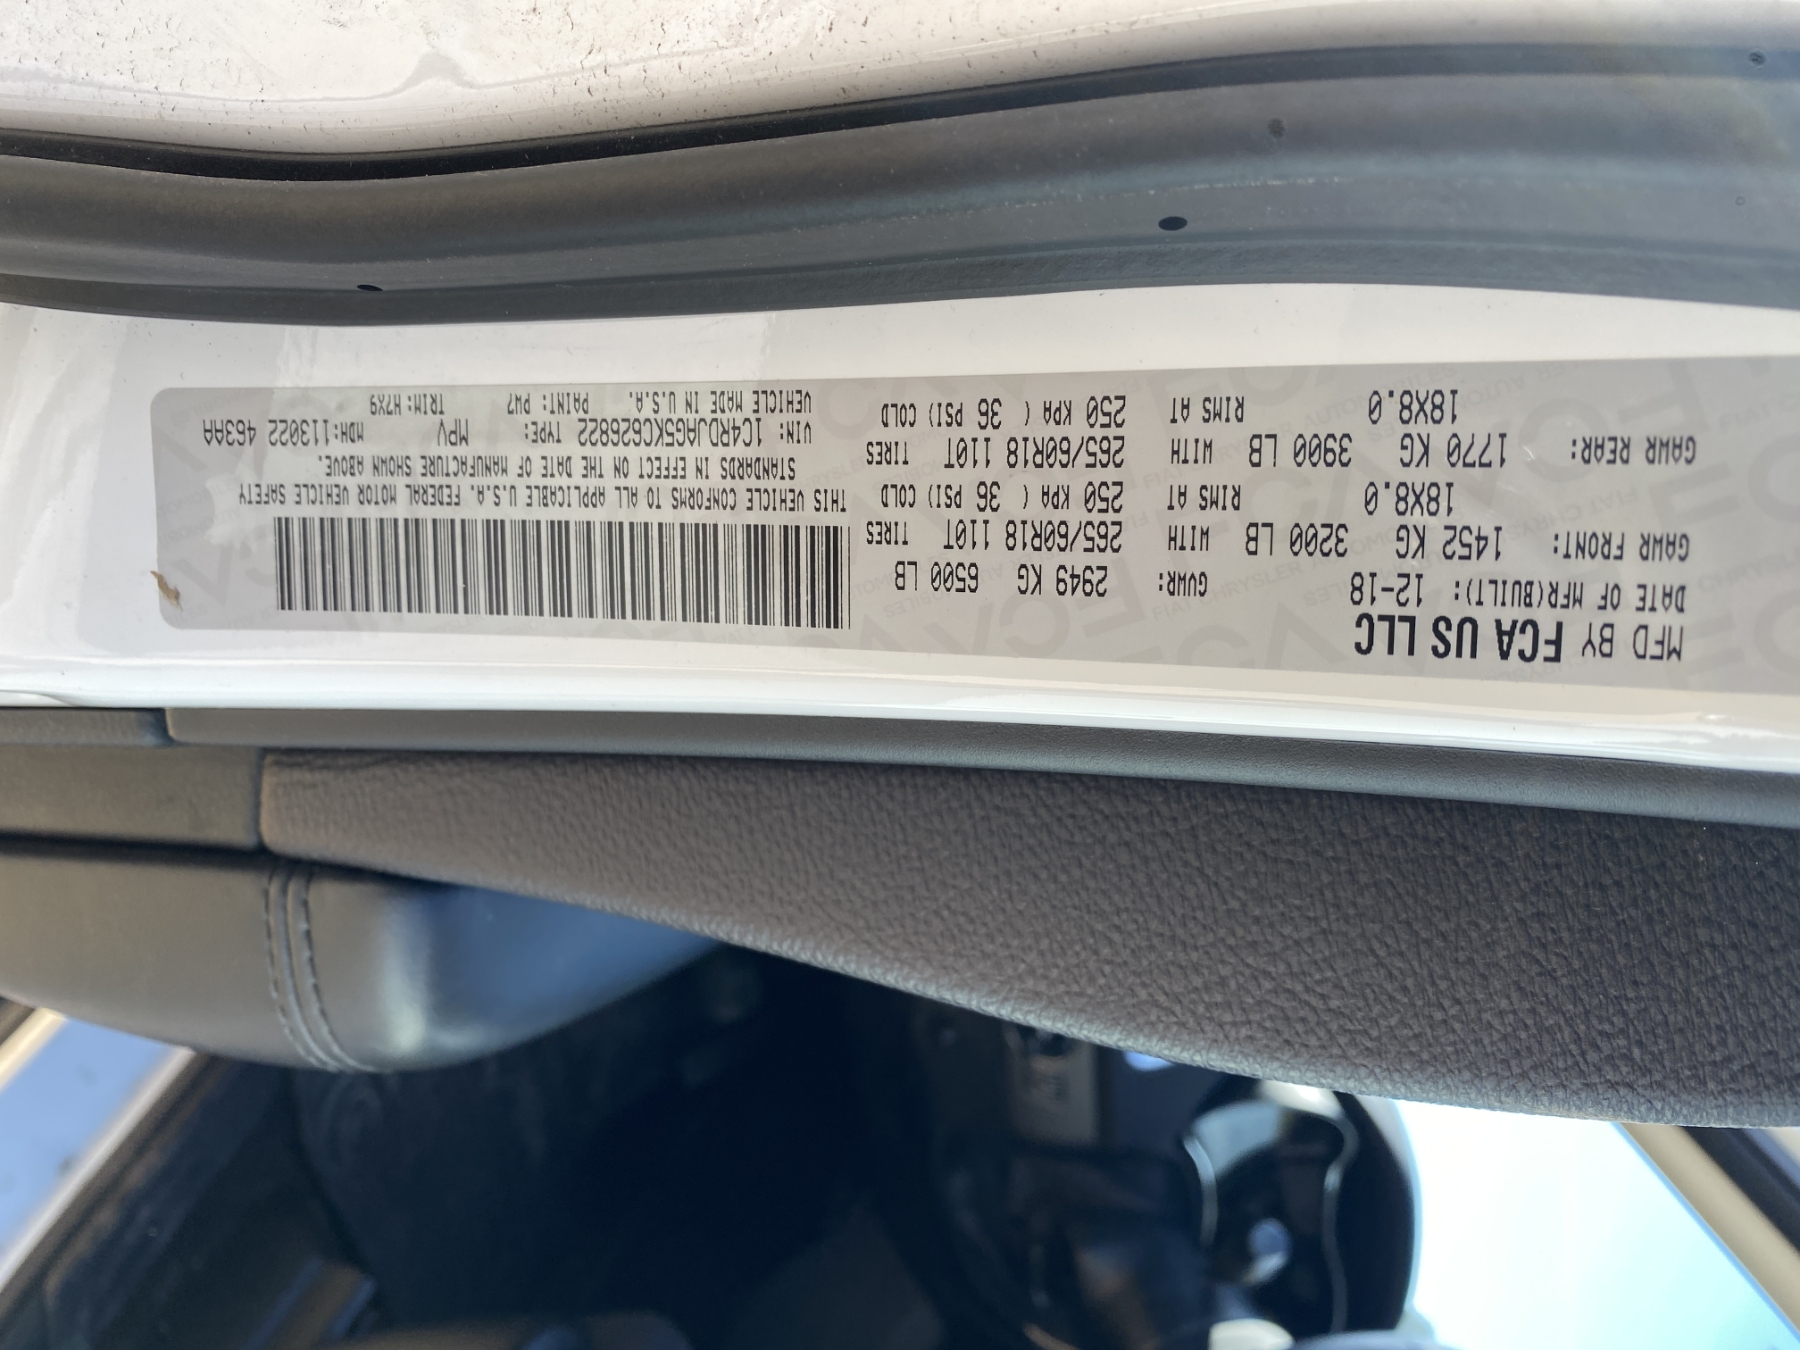 MFD BY FCA US LLC
DATE OF MFR(BUILT): 12-18 GVWR: 2949 KG 6500 LB
GAWR FRONT: 1452 KG 3200 LB WITH 265/60R18 110T TIRES
18X8.0 RIMS AT 250 KPA ( 36 PSI) COLD
GAWR REAR: 1770 KG 3900 LB WITH 265/60R18 110T TIRES
18X8.0 RIMS AT 250 KPA ( 36 PSI) COLD
THIS VEHICLE CONFORMS TO ALL APPLICABLE U.S.A. FEDERAL MOTOR VEHICLE SAFETY
STANDARDS IN EFFECT ON THE DATE OF MANUFACTURE SHOWN ABOVE.
VIN: 1C4RDJAG5KC626822 TYPE: MPV MDH:113022 463AA
VEHICLE MADE IN U.S.A. PAINT: PW7 TRIM: H7X9